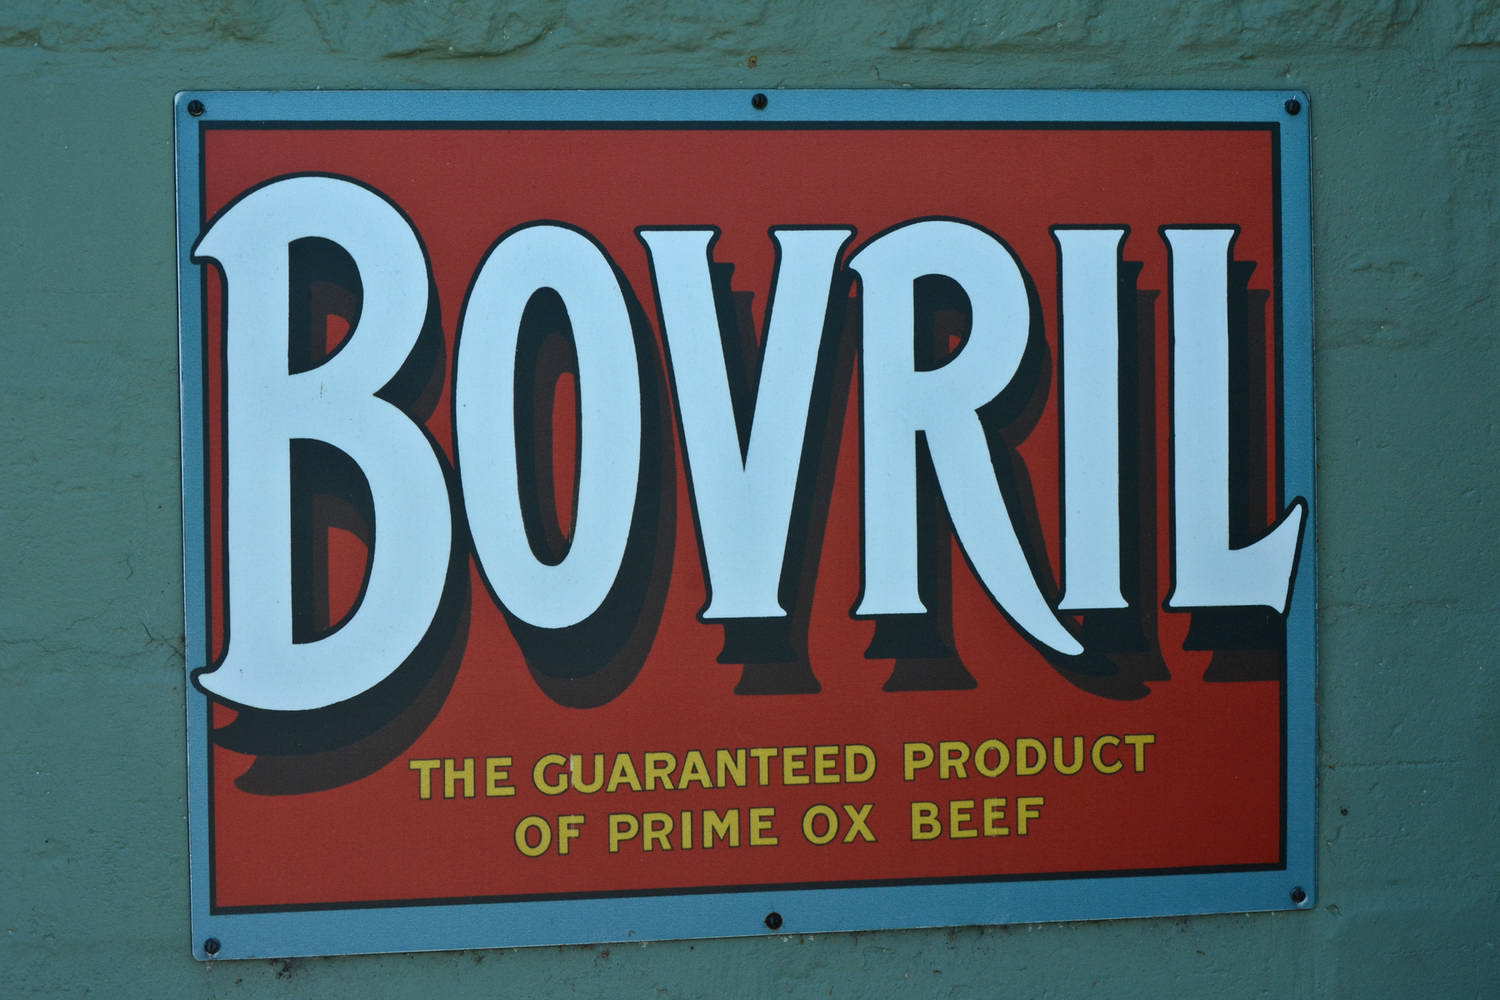 BOVRIL
THE GUARANTEED PRODUCT
OF PRIME OX BEEF